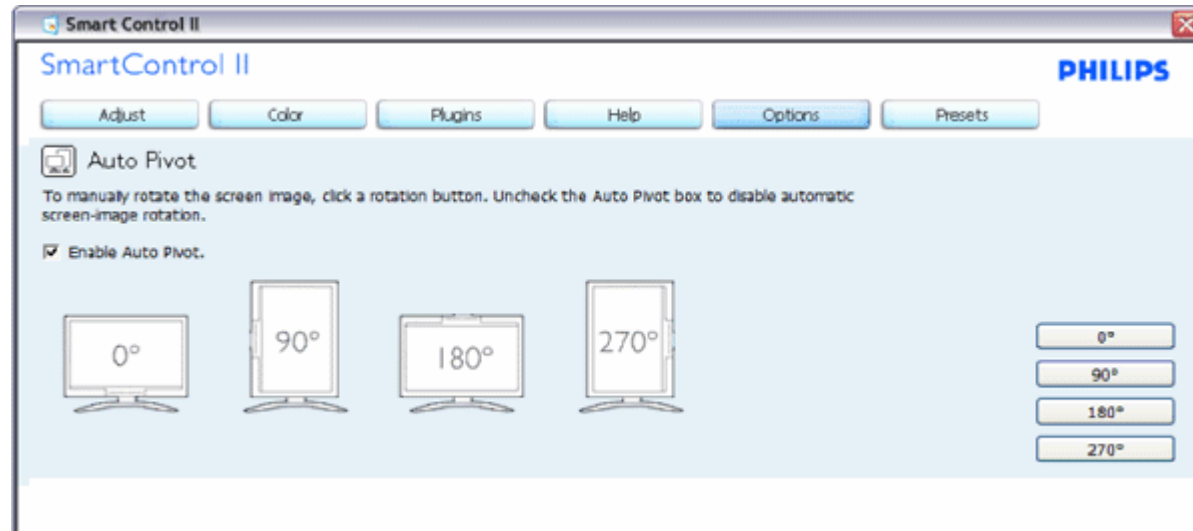 Smart Control II
SmartControl II
PHILIPS
Adjust Color Plugins Help Options Presets
Auto Pivot
To manually rotate the screen image, click a rotation button. Uncheck the Auto Pivot box to disable automatic
screen-image rotation.
Enable Auto Pivot.
0° 90° 180° 270°
0°
90°
180°
270°